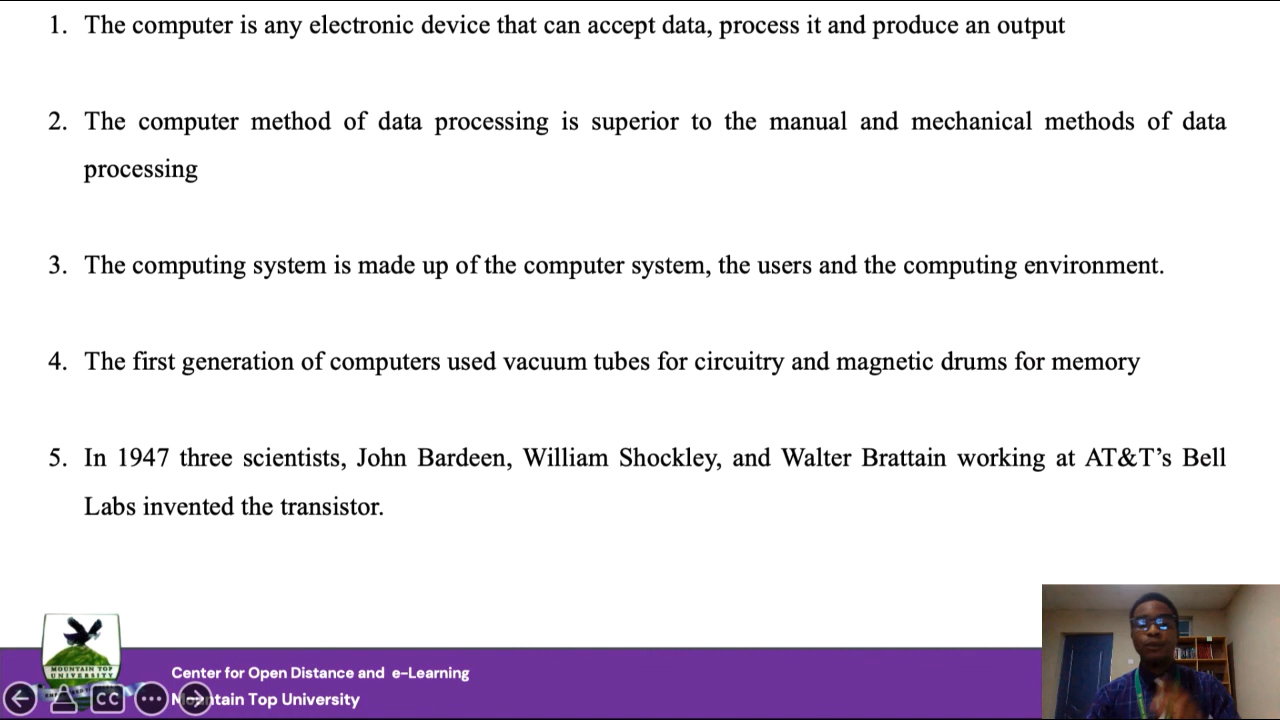 1. The computer is any electronic device that can accept data, process it and produce an output
2. The computer method of data processing is superior to the manual and mechanical methods of data
processing
3. The computing system is made up of the computer system, the users and the computing environment.
4. The first generation of computers used vacuum tubes for circuitry and magnetic drums for memory
5. In 1947 three scientists, John Bardeen, William Shockley, and Walter Brattain working at AT&T's Bell
Labs invented the transistor.
MOUNTAIN TOP
UNIVERSITY
Center for Open Distance and e-Learning
Mountain Top University
CC